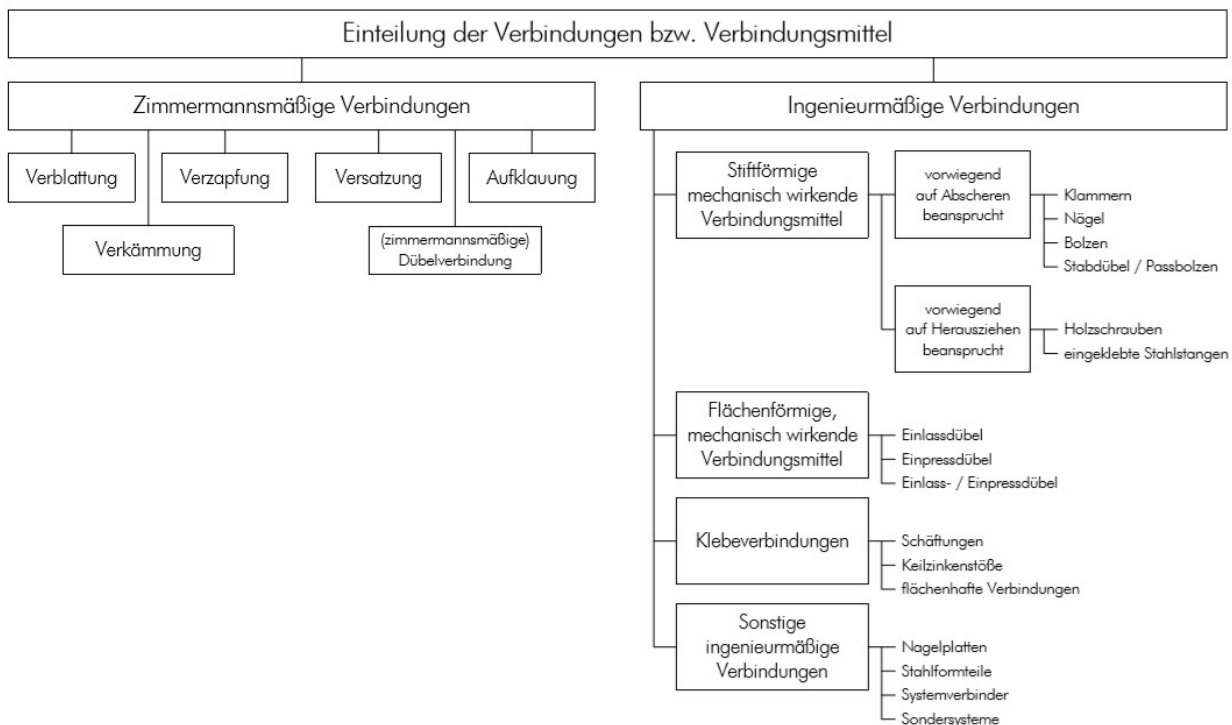 Einteilung der Verbindungen bzw. Verbindungsmittel
Zimmermannsmäßige Verbindungen
Verblattung
Verzapfung
Versatzung
Aufklauung
Verkämmung
(zimmermannsmäßige)
Dübelverbindung
Ingenieurmäßige Verbindungen
Stiftförmige
mechanisch wirkende
Verbindungsmittel
vorwiegend
auf Abscheren
beansprucht
Klammern
Nägel
Bolzen
Stabdübel / Passbolzen
vorwiegend
auf Herausziehen
beansprucht
Holzschrauben
eingeklebte Stahlstangen
Flächenförmige,
mechanisch wirkende
Verbindungsmittel
Einlassdübel
Einpressdübel
Einlass- / Einpressdübel
Klebeverbindungen
Schäftungen
Keilzinkenstöße
flächenhafte Verbindungen
Sonstige
ingenieurmäßige
Verbindungen
Nagelplatten
Stahlformteile
Systemverbinder
Sondersysteme